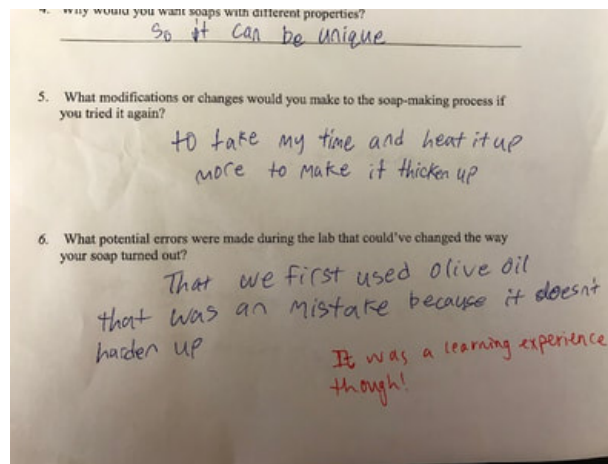 4. Why would you want soaps with different properties?
So it can be unique
5. What modifications or changes would you make to the soap-making process if
you tried it again?
to take my time and heat it up
more to make it thicken up
6. What potential errors were made during the lab that could've changed the way
your soap turned out?
That we first used olive oil
that was an mistake because it doesn't
harden up
It was a learning experience
though!